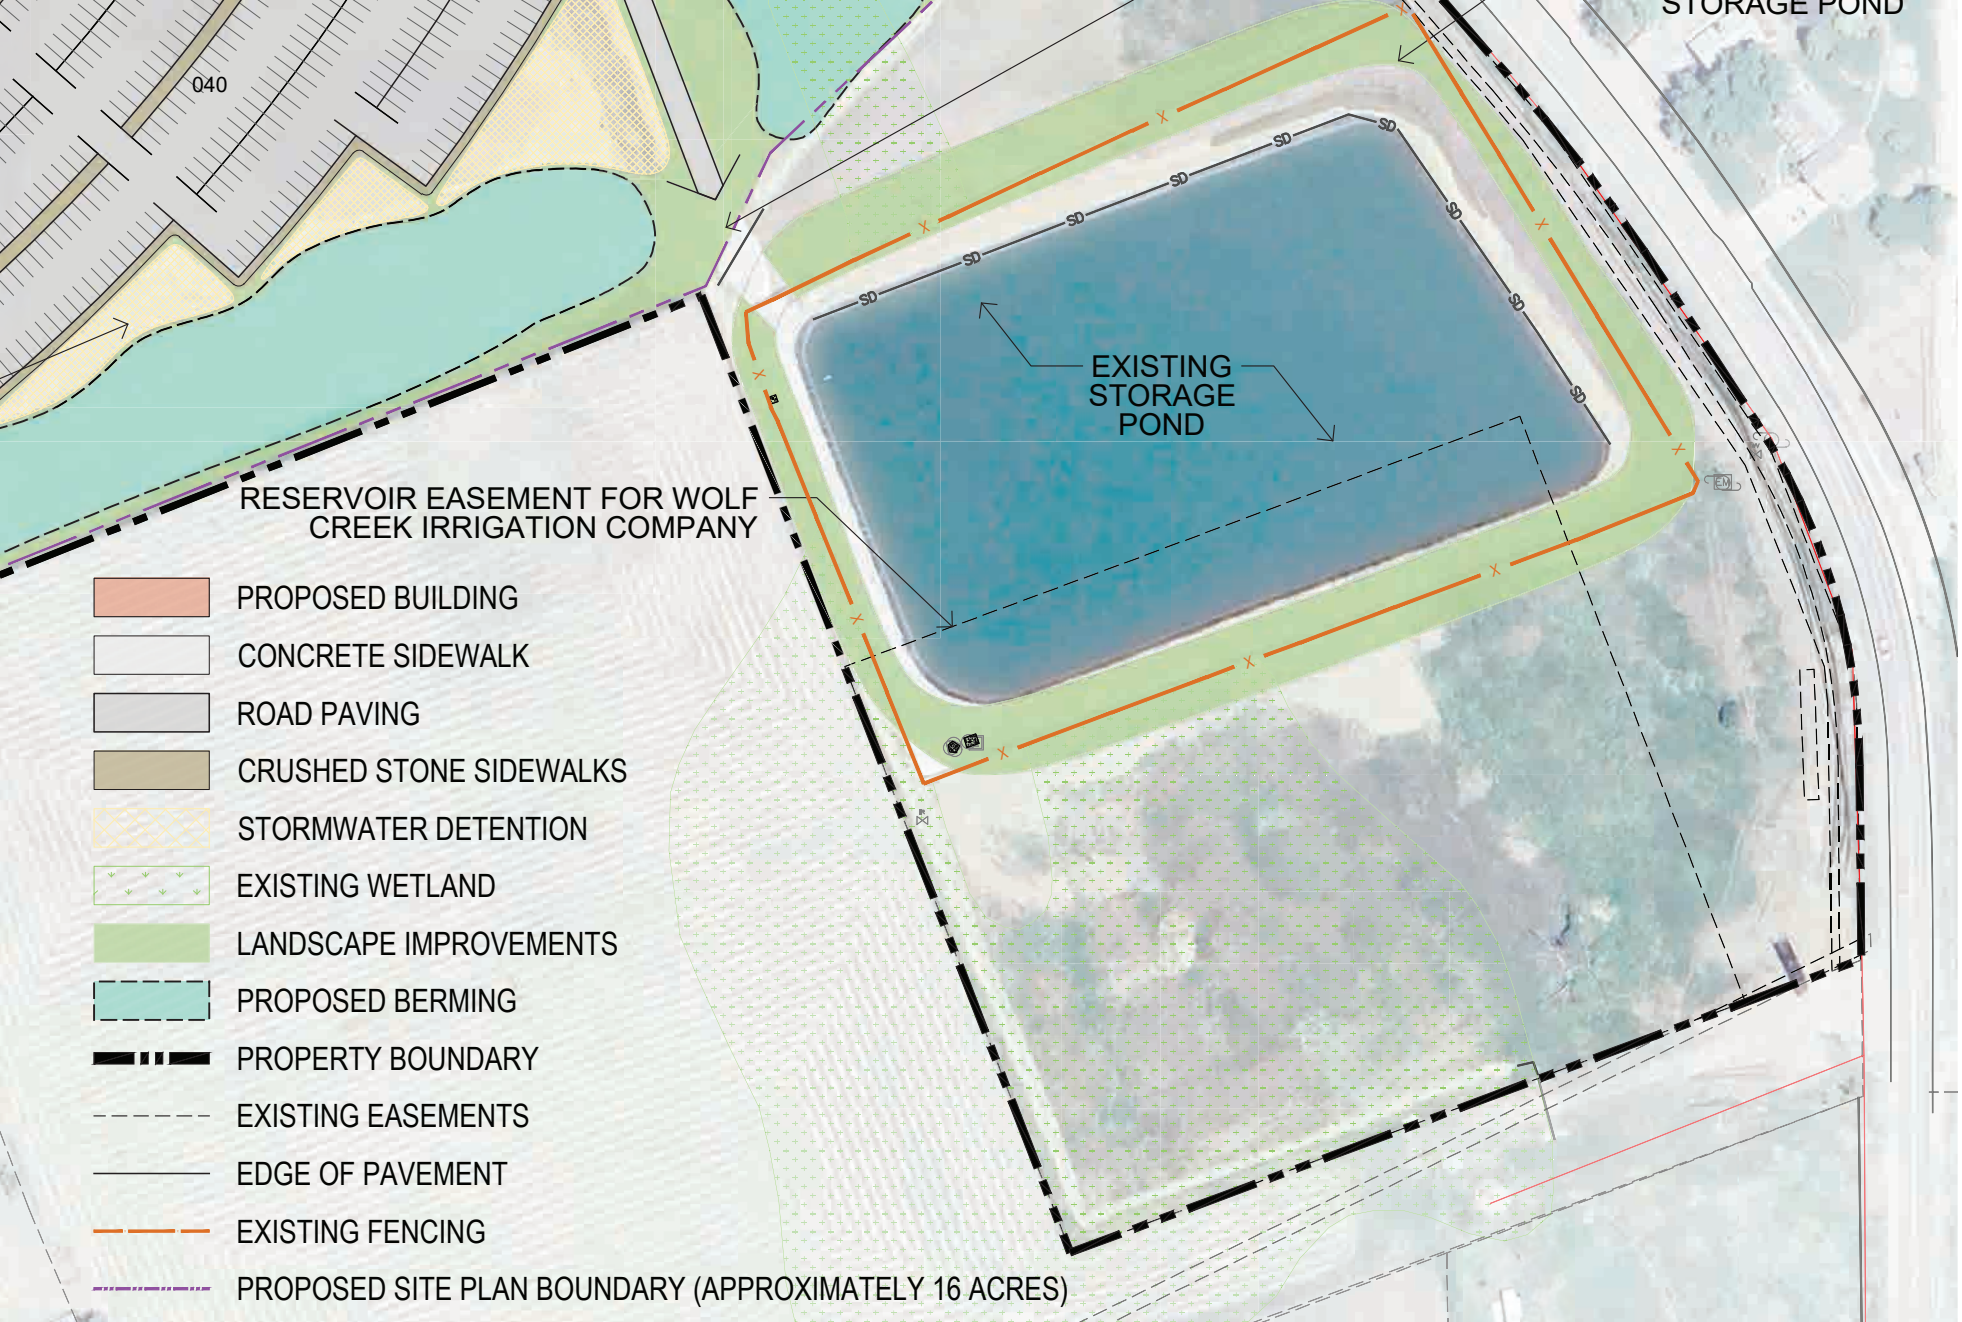 STORAGE POND
040
EXISTING
STORAGE
POND
RESERVOIR EASEMENT FOR WOLF
CREEK IRRIGATION COMPANY
PROPOSED BUILDING
CONCRETE SIDEWALK
ROAD PAVING
CRUSHED STONE SIDEWALKS
STORMWATER DETENTION
EXISTING WETLAND
LANDSCAPE IMPROVEMENTS
PROPOSED BERMING
PROPERTY BOUNDARY
EXISTING EASEMENTS
EDGE OF PAVEMENT
EXISTING FENCING
PROPOSED SITE PLAN BOUNDARY (APPROXIMATELY 16 ACRES)
X
X
X
X
X
X
X
X
X
X
SD
SD
SD
SD
SD
SD
SD
SD
SD
EM